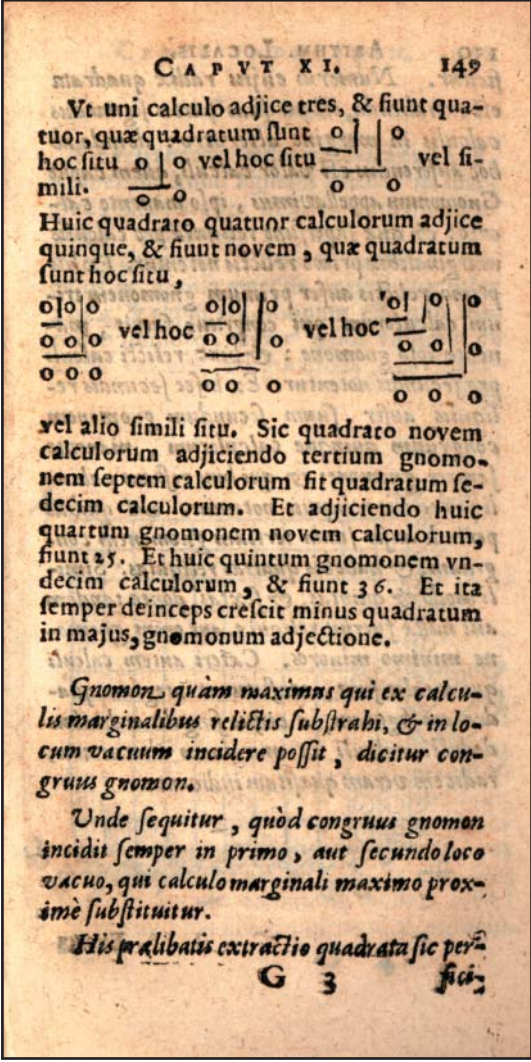 CAPVT XI. 149
Vt uni calculo adjice tres, & fiunt qua-
tuor, quæ quadratum sunt o o
hoc situ o o vel hoc situ vel si-
mili. o o o o
Huic quadrato quatuor calculorum adjice
quinque, & fiunt novem, quæ quadratum
sunt hoc situ,
o o o o o o o o o
o o o vel hoc o o o vel hoc o o o
o o o o o o o o o
vel alio simili situ. Sic quadrato novem
calculorum adjiciendo tertium gnomo-
nem septem calculorum fit quadratum se-
decim calculorum. Et adjiciendo huic
quartum gnomonem novem calculorum,
fiunt 25. Et huic quintum gnomonem vn-
decim calculorum, & fiunt 36. Et ita
semper deinceps crescit minus quadratum
in majus, gnomonum adjectione.
Gnomon quàm maximus qui ex calcu-
lis marginalibus relictis substrahi, & in lo-
cum vacuum incidere possit, dicitur con-
gruus gnomon.
Unde sequitur, quòd congruus gnomon
incidit semper in primo, aut secundo loco
vacuo, qui calculo marginali maximo prox-
imè substituitur.
His prælibatis extractio quadrata sic per-
G 3 fici-